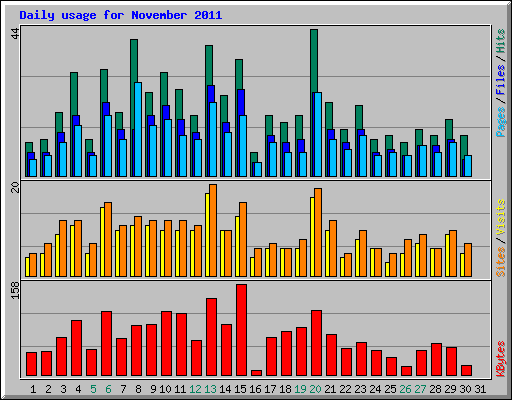 Daily usage for November 2011
44
Pages / Files / Hits
20
Sites / Visits
158
KBytes
1 2 3 4 5 6 7 8 9 10 11 12 13 14 15 16 17 18 19 20 21 22 23 24 25 26 27 28 29 30 31